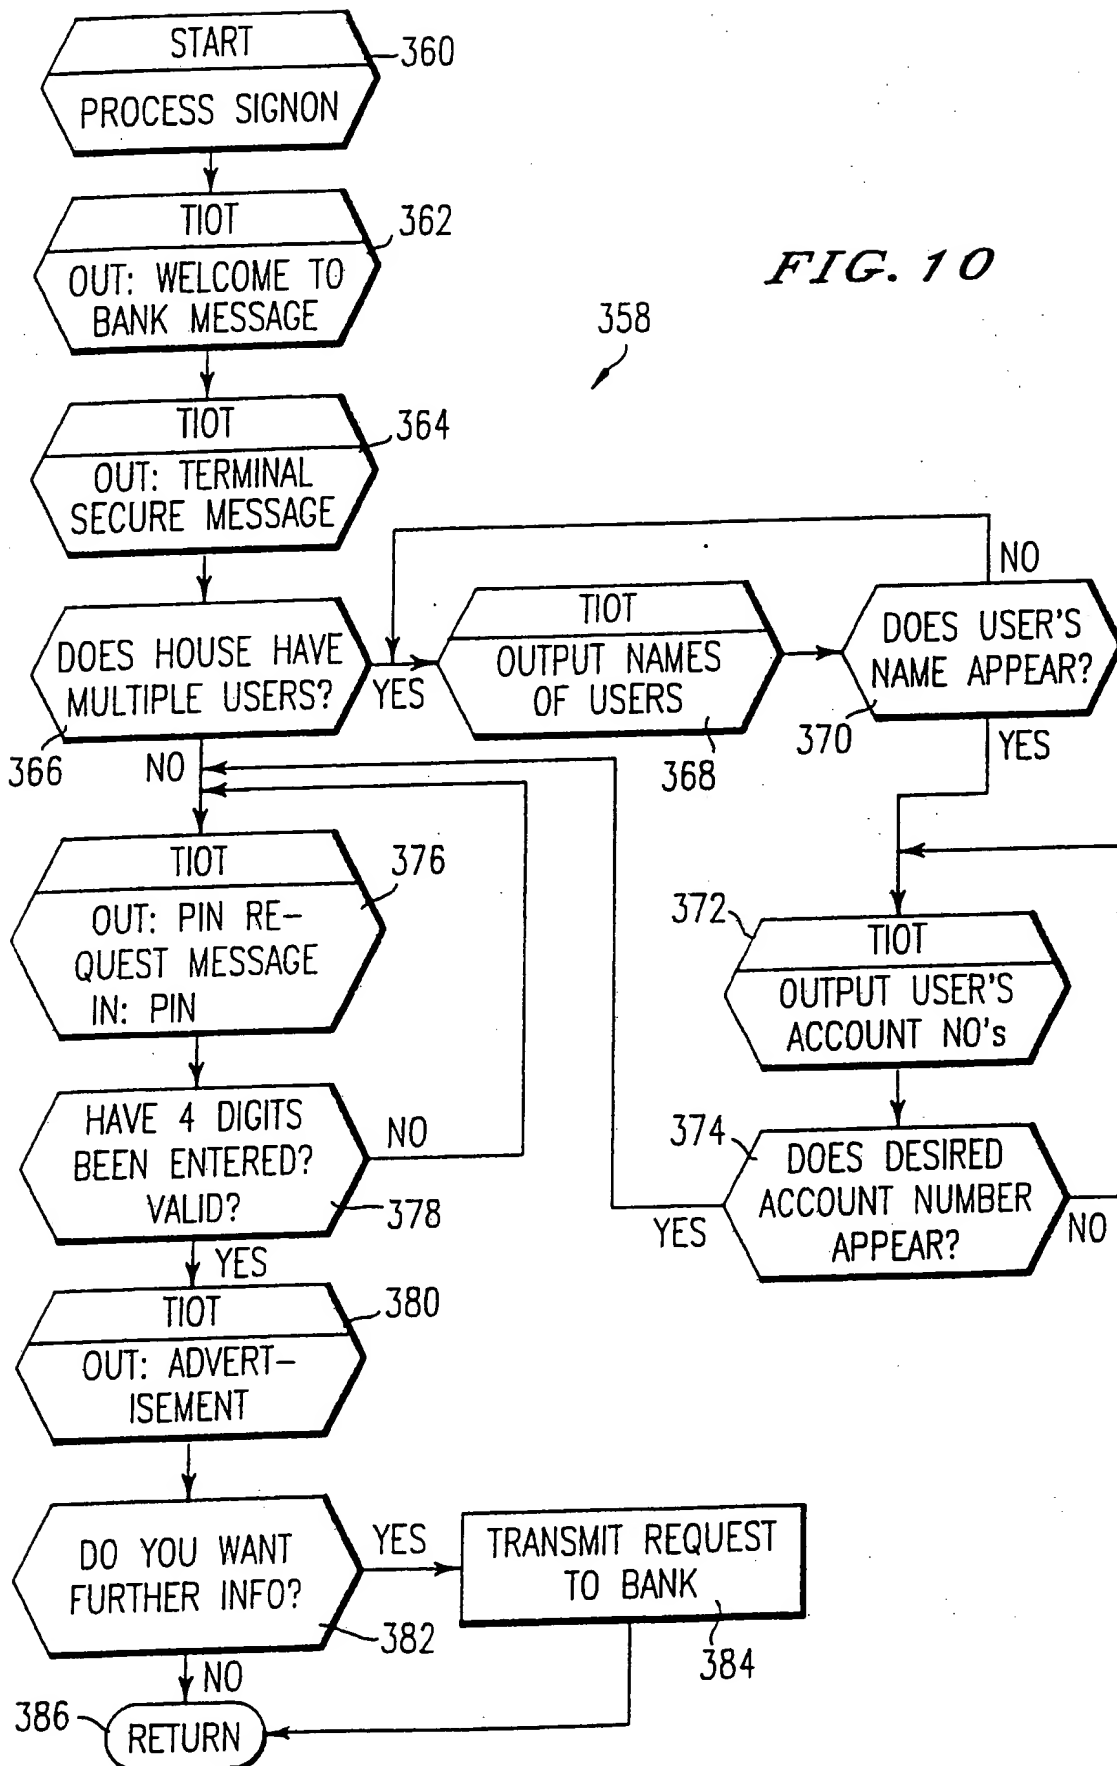 START
360
PROCESS SIGNON
TIOT
362
OUT: WELCOME TO
BANK MESSAGE
FIG. 10
358
TIOT
364
OUT: TERMINAL
SECURE MESSAGE
DOES HOUSE HAVE
MULTIPLE USERS?
366
YES
NO
TIOT
OUTPUT NAMES
OF USERS
368
NO
DOES USER'S
NAME APPEAR?
370
YES
TIOT
376
OUT: PIN RE-
QUEST MESSAGE
IN: PIN
372
TIOT
OUTPUT USER'S
ACCOUNT NO's
HAVE 4 DIGITS
BEEN ENTERED?
VALID?
NO
378
YES
374
DOES DESIRED
ACCOUNT NUMBER
APPEAR?
YES
NO
TIOT
380
OUT: ADVERT-
ISEMENT
DO YOU WANT
FURTHER INFO?
382
YES
TRANSMIT REQUEST
TO BANK
384
NO
386
RETURN